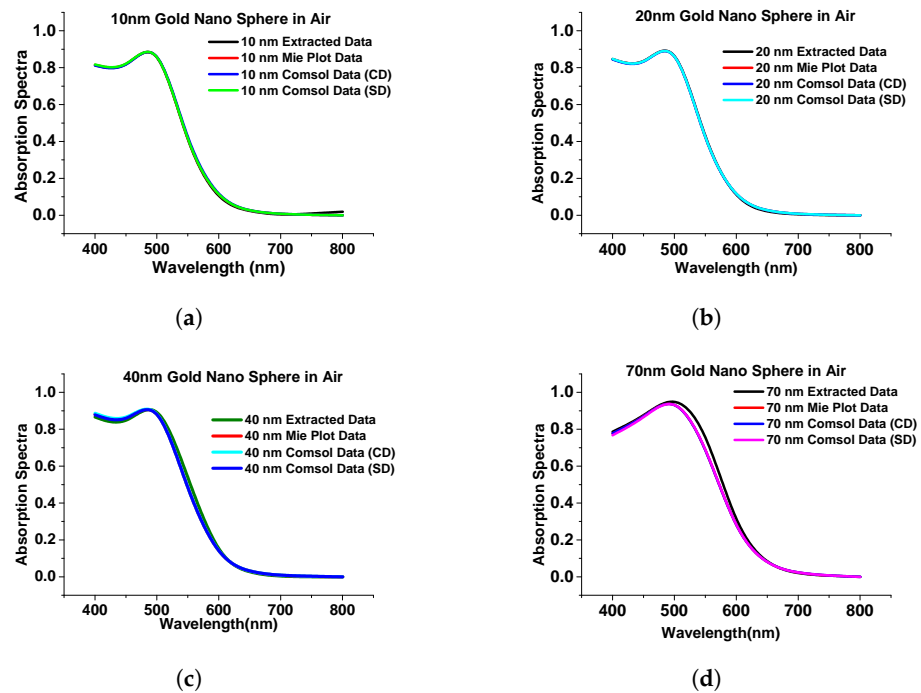 10nm Gold Nano Sphere in Air
1.0
0.8
0.6
0.4
0.2
0.0
Absorption Spectra
10 nm Extracted Data
10 nm Mie Plot Data
10 nm Comsol Data (CD)
10 nm Comsol Data (SD)
400 500 600 700 800
Wavelength (nm)
(a)
20nm Gold Nano Sphere in Air
1.0
0.8
0.6
0.4
0.2
0.0
Absorption Spectra
20 nm Extracted Data
20 nm Mie Plot Data
20 nm Comsol Data (CD)
20 nm Comsol Data (SD)
400 500 600 700 800
Wavelength (nm)
(b)
40nm Gold Nano Sphere in Air
1.0
0.8
0.6
0.4
0.2
0.0
Absorption Spectra
40 nm Extracted Data
40 nm Mie Plot Data
40 nm Comsol Data (CD)
40 nm Comsol Data (SD)
400 500 600 700 800
Wavelength(nm)
(c)
70nm Gold Nano Sphere in Air
1.0
0.8
0.6
0.4
0.2
0.0
Absorption Spectra
70 nm Extracted Data
70 nm Mie Plot Data
70 nm Comsol Data (CD)
70 nm Comsol Data (SD)
400 500 600 700 800
Wavelength(nm)
(d)